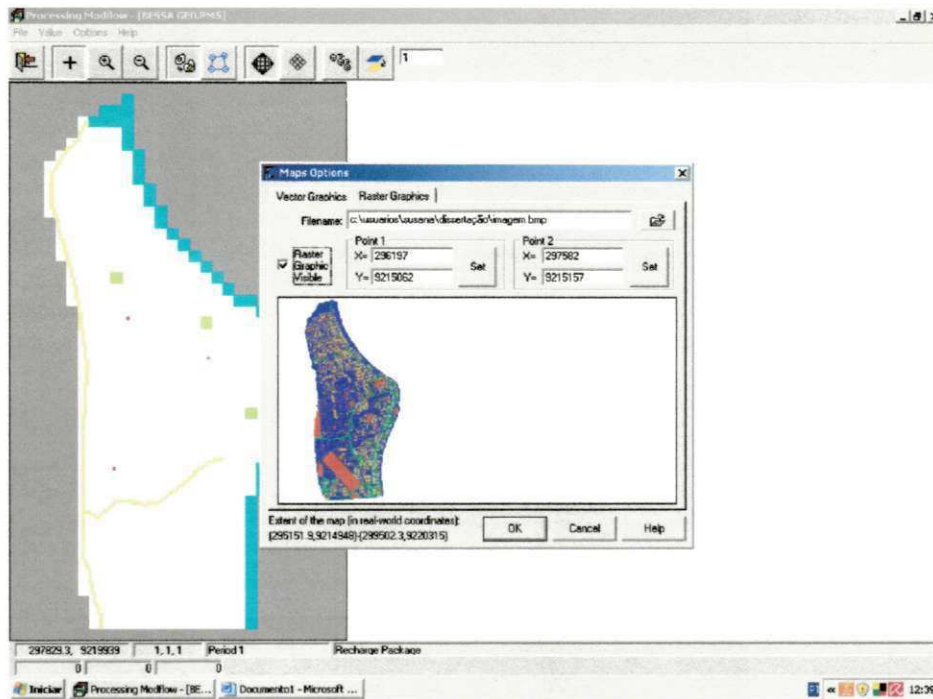 Processing Modflow - [BESSA GEO.PM5]
File Value Options Help
1
Maps Options
Vector Graphics Raster Graphics
Filename: c:\usuarios\susana\dissertação\imagem.bmp
Raster Graphic Visible
Point 1
X= 296197
Y= 9215062
Set
Point 2
X= 297582
Y= 9215157
Set
Extent of the map (in real-world coordinates):
(295151.9,9214948)-(299502.3,9220315)
OK Cancel Help
297829.3, 9219939 1, 1, 1 Period 1 Recharge Package
0 0 0
Iniciar Processing Modflow - [BE... Documento1 - Microsoft ... 12:39